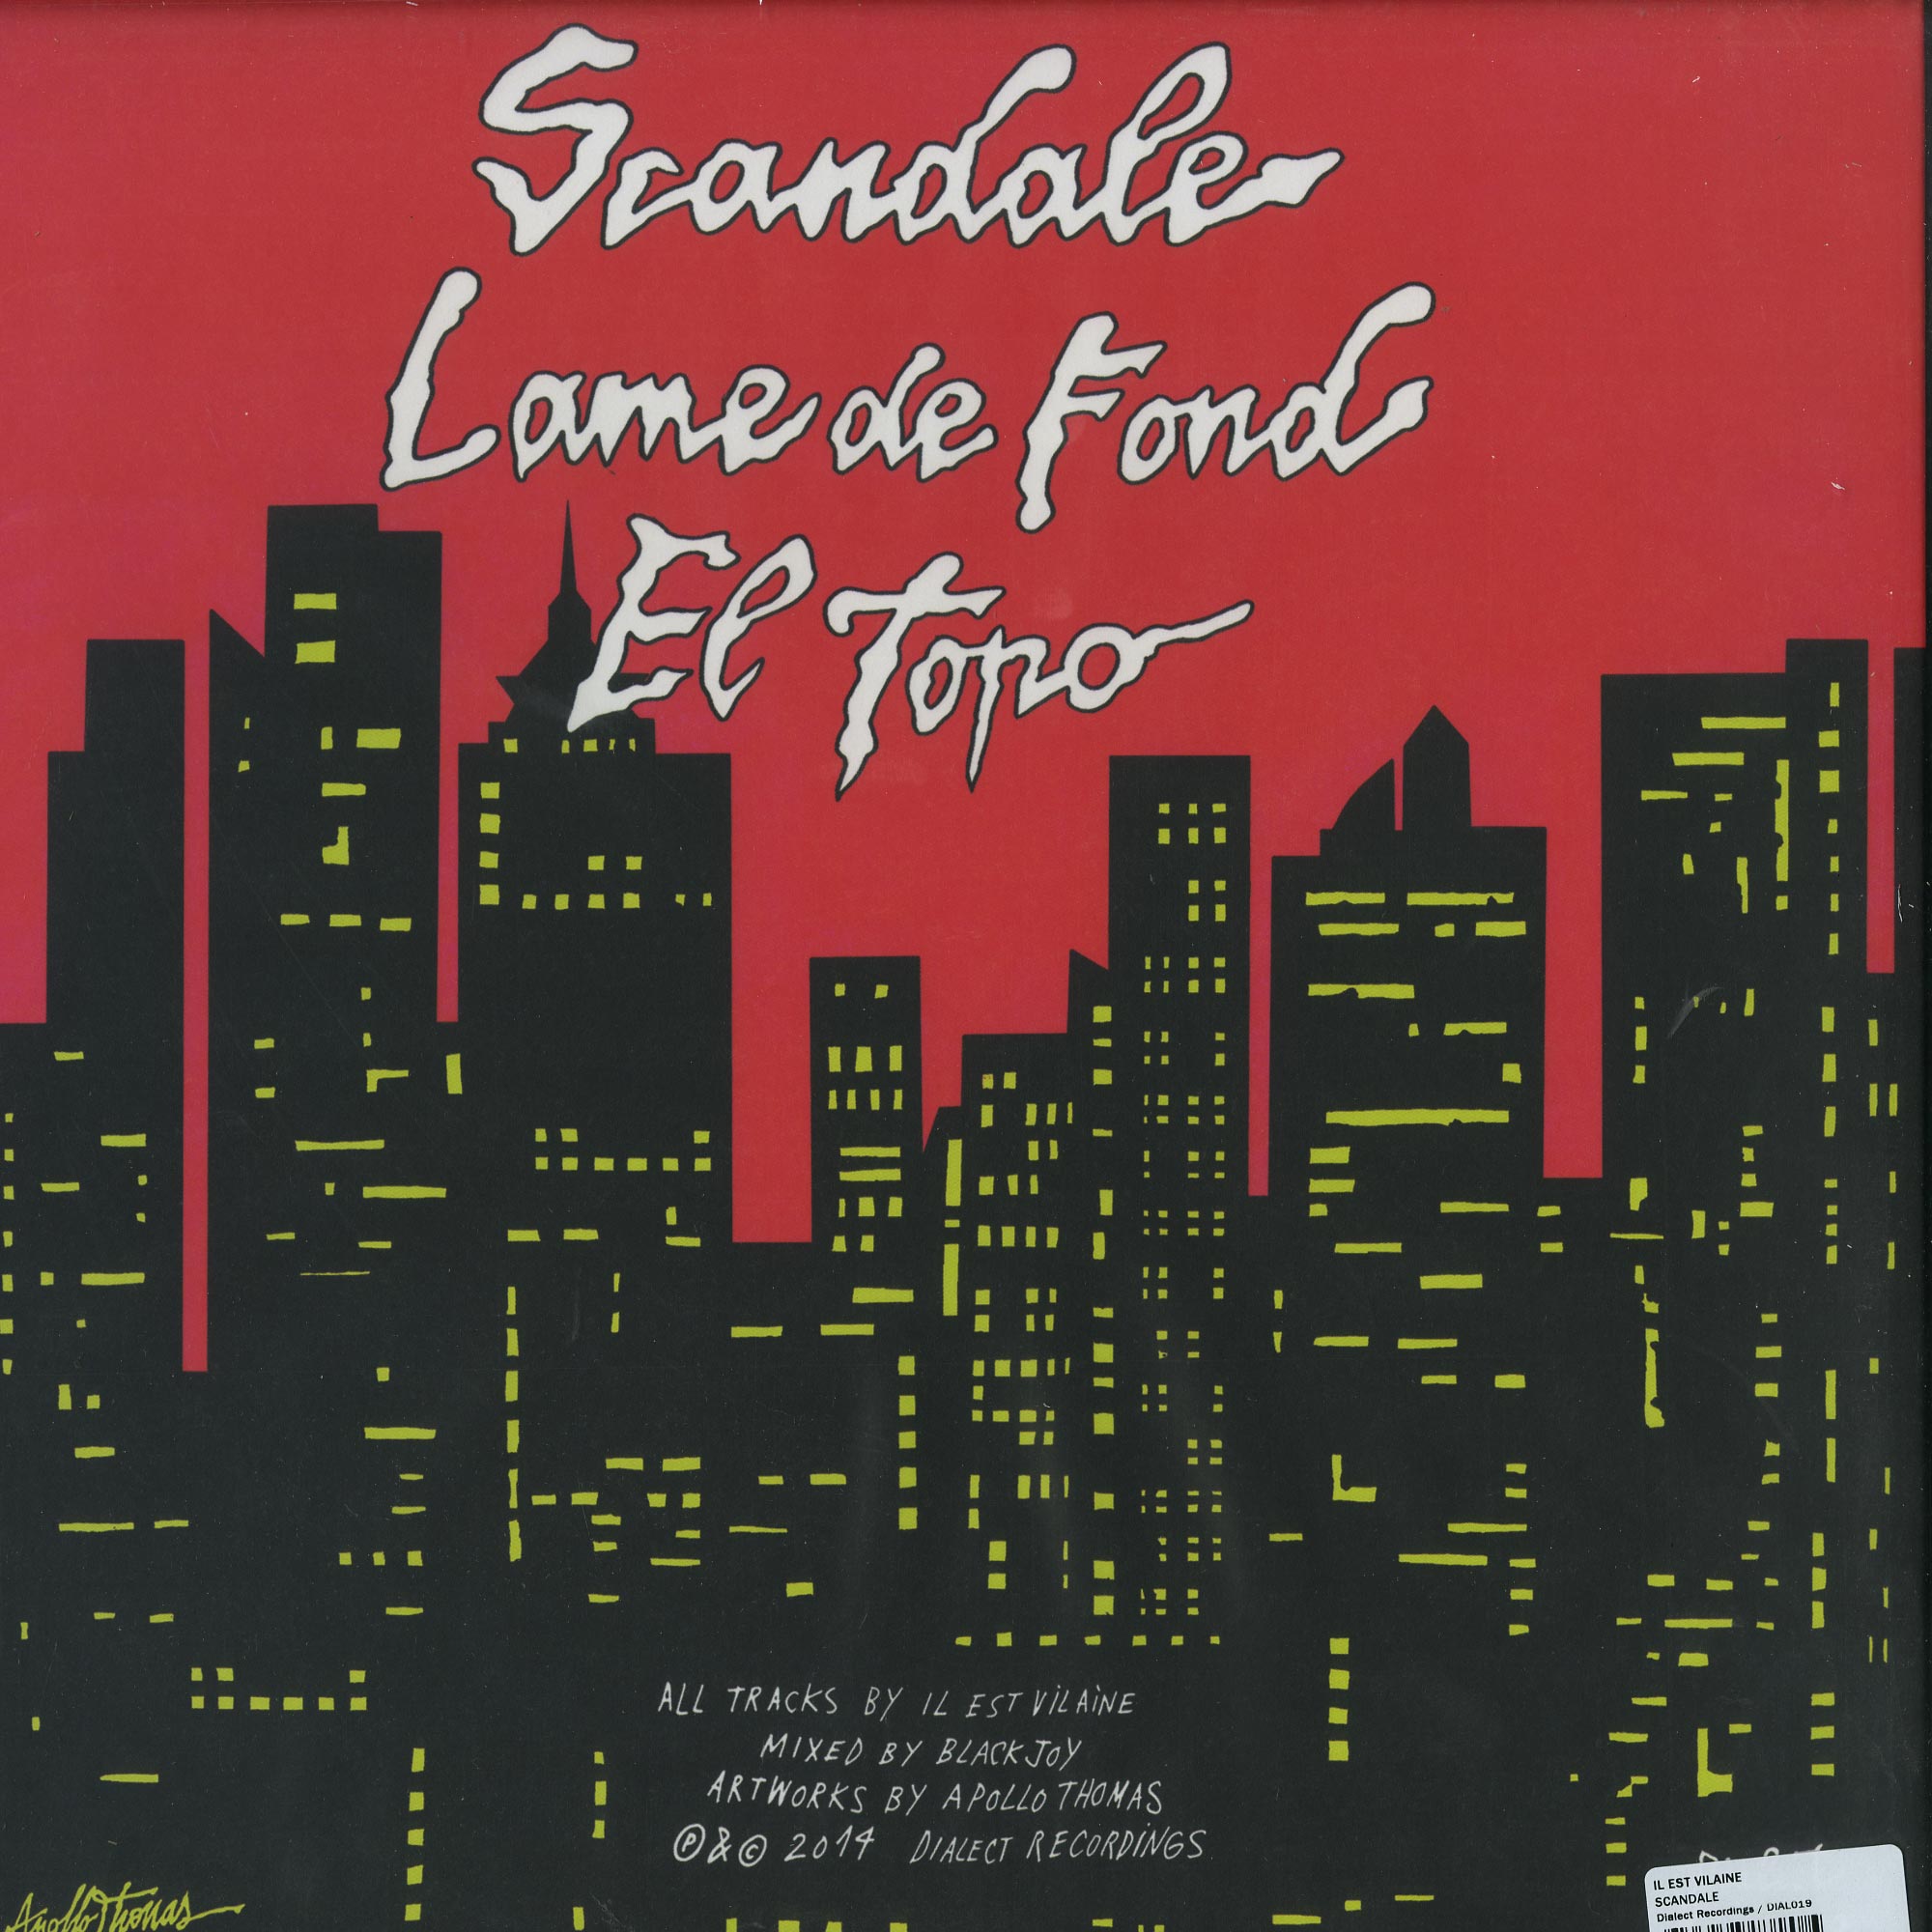 Scandale
Lame de Fond
El Topo
ALL TRACKS BY IL EST ViLAiNE
MIXED BY BLACKJOY
ARTWORKS BY APOLLO THOMAS
Ⓟ & © 2014 DIALECT RECORDiNGS
Apollo Thomas
IL EST VILAINE
SCANDALE
Dialect Recordings / DIAL019